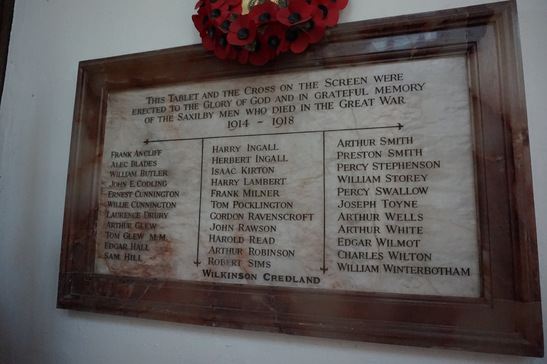 THIS TABLET AND THE CROSS ON THE SCREEN WERE
ERECTED TO THE GLORY OF GOD AND IN GRATEFUL MEMORY
OF THE SAXILBY MEN WHO DIED IN THE GREAT WAR
1914 - 1918
FRANK ANCLIFF
ALEC BLADES
WILLIAM BUTLER
JOHN E. CODLING
ERNEST CUNNINGTON
WILLIE CUNNINGTON
LAURENCE DRURY
ARTHUR GLEW
TOM GLEW M.M.
EDGAR HALL
SAM HILL
HARRY INGALL
HERBERT INGALL
ISAAC KIRTON
HARRY LAMBERT
FRANK MILNER
TOM POCKLINGTON
GORDON RAVENSCROFT
JOHN RAWSON
HAROLD READ
ARTHUR ROBINSON
ROBERT SIMS
WILKINSON CREDLAND
ARTHUR SMITH
PRESTON SMITH
PERCY STEPHENSON
WILLIAM STOREY
PERCY SWALLOW
JOSEPH TOYNE
ARTHUR WELLS
ARTHUR WHITE
EDGAR WILMOT
CHARLES WILTON
WILLIAM WINTERBOTHAM